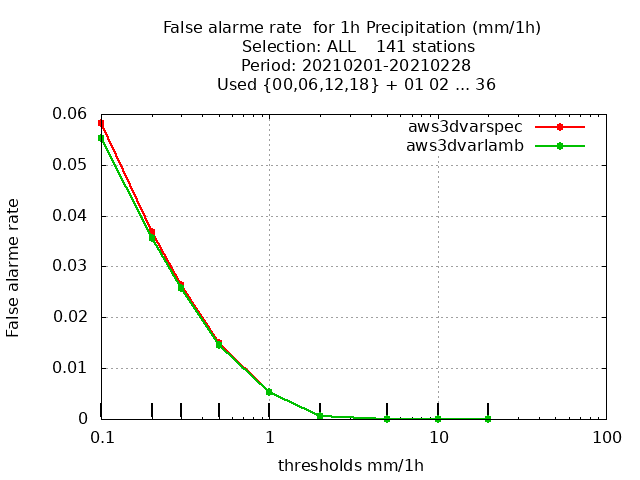 False alarme rate  for 1h Precipitation (mm/1h)
Selection: ALL    141 stations
Period: 20210201-20210228
Used {00,06,12,18} + 01 02 ... 36
aws3dvarspec
aws3dvarlamb
False alarme rate
0.06
0.05
0.04
0.03
0.02
0.01
0
0.1 1 10 100
thresholds mm/1h